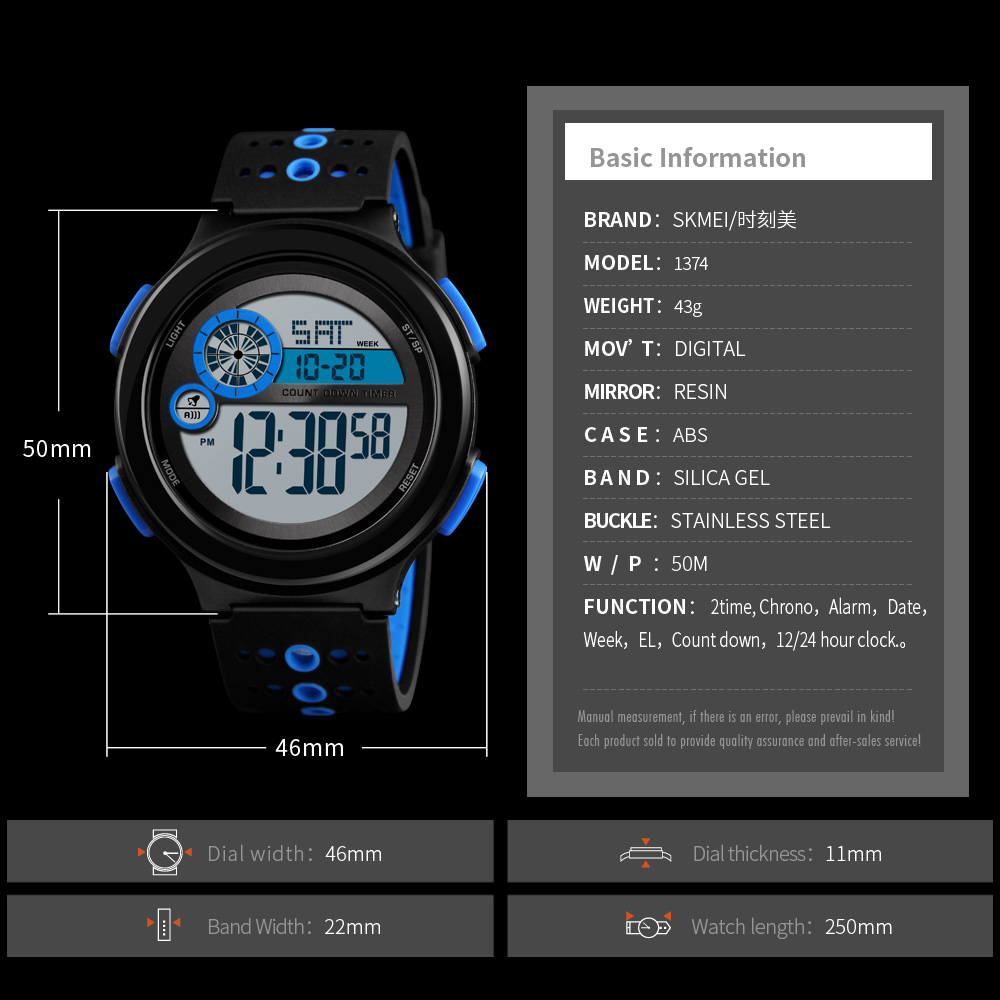 SAT
WEEK
10-20
COUNT DOWN TIMER
LIGHT
ST/SP
A)))
PM
12:38 58
MODE
RESET
50mm
46mm
Basic Information
BRAND： SKMEI/时刻美
MODEL： 1374
WEIGHT： 43g
MOV’ T： DIGITAL
MIRROR： RESIN
CASE： ABS
BAND： SILICA GEL
BUCKLE： STAINLESS STEEL
W / P ： 50M
FUNCTION： 2time, Chrono，Alarm，Date，
Week，EL，Count down，12/24 hour clock.。
Manual measurement, if there is an error, please prevail in kind!
Each product sold to provide quality assurance and after-sales service!
Dial width： 46mm
Dial thickness： 11mm
Band Width： 22mm
Watch length： 250mm